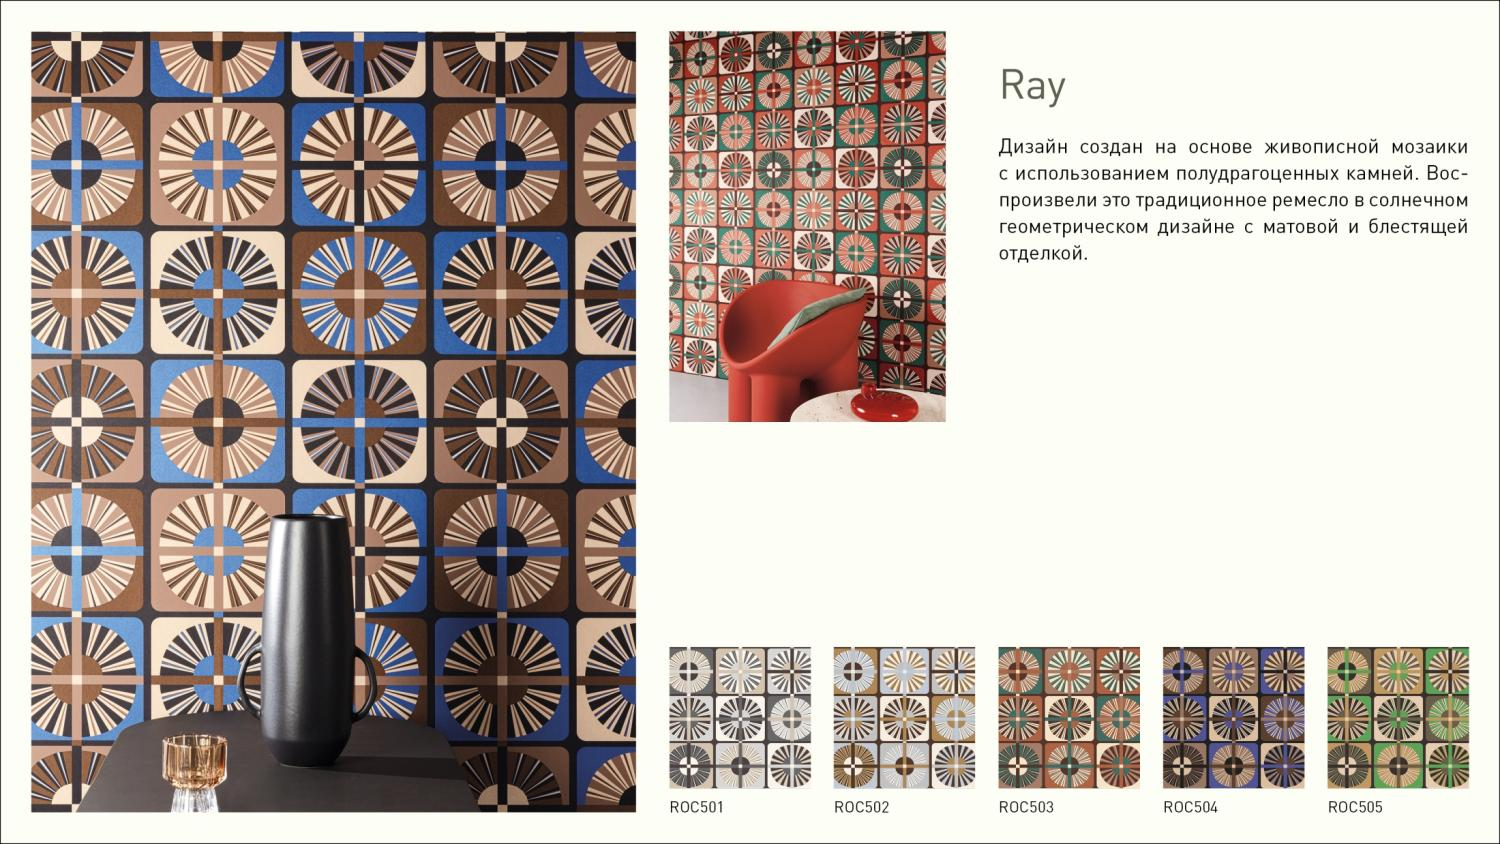 Ray
Дизайн создан на основе живописной мозаики
с использованием полудрагоценных камней. Вос-
произвели это традиционное ремесло в солнечном
геометрическом дизайне с матовой и блестящей
отделкой.
ROC501
ROC502
ROC503
ROC504
ROC505